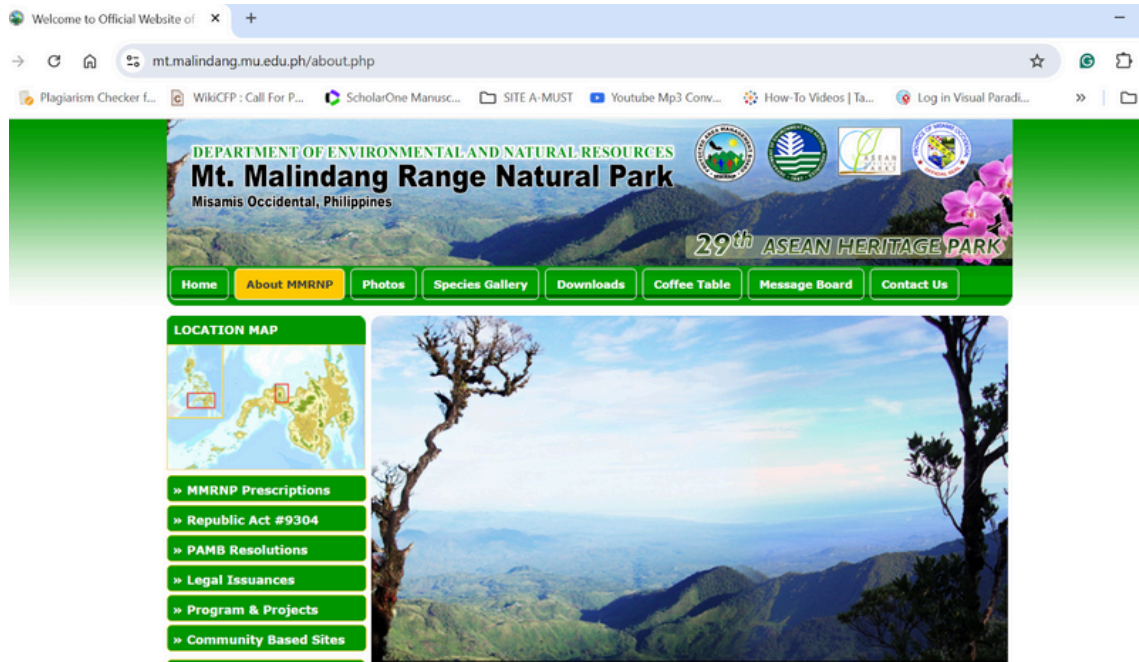 Welcome to Official Website of
mt.malindang.mu.edu.ph/about.php
Plagiarism Checker f...
WikiCFP : Call For P...
ScholarOne Manusc...
SITE A-MUST
Youtube Mp3 Conv...
How-To Videos | Ta...
Log in Visual Paradi...
DEPARTMENT OF ENVIRONMENTAL AND NATURAL RESOURCES
Mt. Malindang Range Natural Park
Misamis Occidental, Philippines
29th ASEAN HERITAGE PARK
Home
About MMRNP
Photos
Species Gallery
Downloads
Coffee Table
Message Board
Contact Us
LOCATION MAP
» MMRNP Prescriptions
» Republic Act #9304
» PAMB Resolutions
» Legal Issuances
» Program & Projects
» Community Based Sites